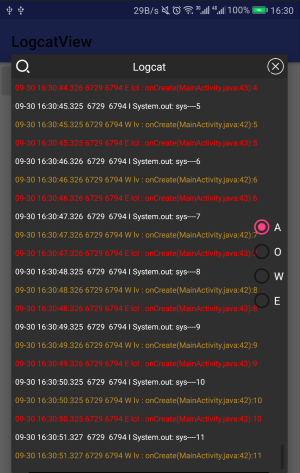 29B/s 100% 16:30
LogcatView
Logcat
09-30 16:30:44.326 6729 6794 E lcl : onCreate(MainActivity.java:43):4
09-30 16:30:45.325 6729 6794 I System.out: sys----5
09-30 16:30:45.325 6729 6794 W lv : onCreate(MainActivity.java:42):5
09-30 16:30:45.325 6729 6794 E lcl : onCreate(MainActivity.java:43):5
09-30 16:30:46.326 6729 6794 I System.out: sys----6
09-30 16:30:46.326 6729 6794 W lv : onCreate(MainActivity.java:42):6
09-30 16:30:46.326 6729 6794 E lcl : onCreate(MainActivity.java:43):6
09-30 16:30:47.326 6729 6794 I System.out: sys----7
09-30 16:30:47.326 6729 6794 W lv : onCreate(MainActivity.java:42):7
A
09-30 16:30:47.326 6729 6794 E lcl : onCreate(MainActivity.java:43):7
O
09-30 16:30:48.325 6729 6794 I System.out: sys----8
W
09-30 16:30:48.325 6729 6794 W lv : onCreate(MainActivity.java:42):8
09-30 16:30:48.325 6729 6794 E lcl : onCreate(MainActivity.java:43):8
E
09-30 16:30:49.325 6729 6794 I System.out: sys----9
09-30 16:30:49.326 6729 6794 W lv : onCreate(MainActivity.java:42):9
09-30 16:30:49.326 6729 6794 E lcl : onCreate(MainActivity.java:43):9
09-30 16:30:50.325 6729 6794 I System.out: sys----10
09-30 16:30:50.325 6729 6794 W lv : onCreate(MainActivity.java:42):10
09-30 16:30:50.325 6729 6794 E lcl : onCreate(MainActivity.java:43):10
09-30 16:30:51.327 6729 6794 I System.out: sys----11
09-30 16:30:51.327 6729 6794 W lv : onCreate(MainActivity.java:42):11